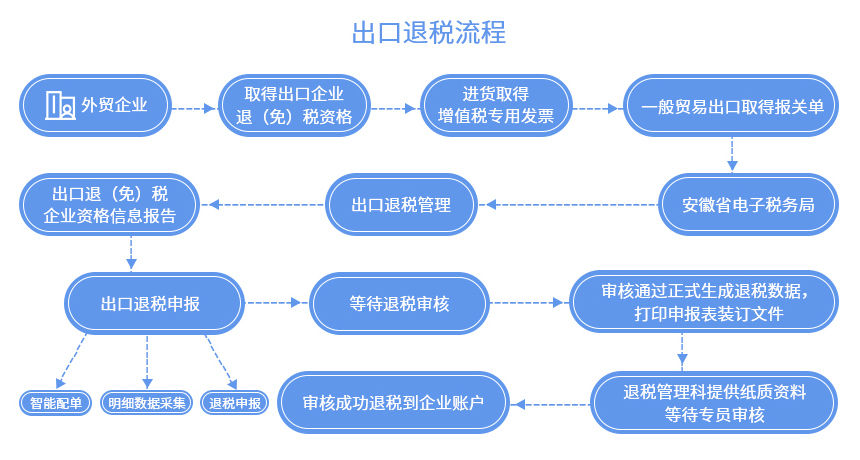 出口退税流程
外贸企业
取得出口企业
退（免）税资格
进货取得
增值税专用发票
一般贸易出口取得报关单
安徽省电子税务局
出口退税管理
出口退（免）税
企业资格信息报告
出口退税申报
等待退税审核
审核通过正式生成退税数据，
打印申报表装订文件
智能配单
明细数据采集
退税申报
退税管理科提供纸质资料
等待专员审核
审核成功退税到企业账户